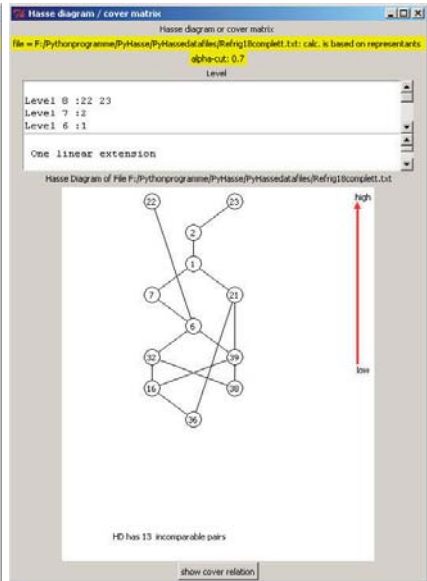 Hasse diagram / cover matrix
Hasse diagram or cover matrix
file = F:/Pythonprogramme/PyHasse/PyHassedatafiles/Refrig18complett.txt: calc. is based on representants
alpha-cut: 0.7
Level
Level 8 :22 23
Level 7 :2
Level 6 :1
One linear extension
Hasse Diagram of File F:/Pythonprogramme/PyHasse/PyHassedatafiles/Refrig18complett.txt
22 23 high
2
1
7 21
6
32 39
low
16 38
36
HD has 13 incomparable pairs
show cover relation